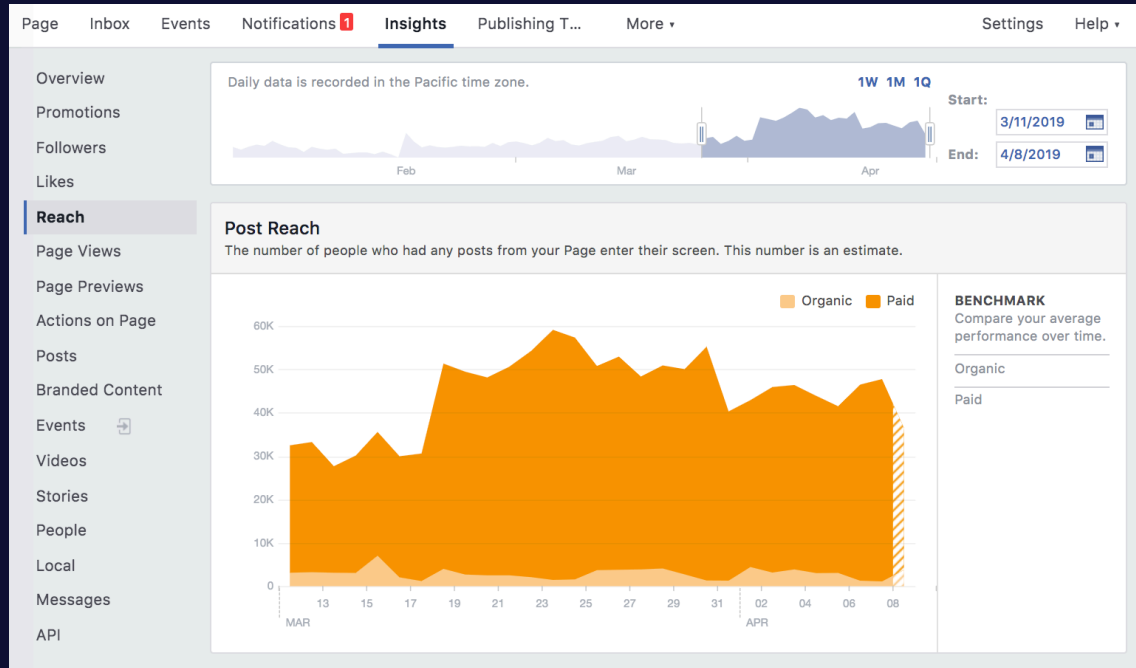 Page Inbox Events Notifications 1 Insights Publishing T... More Settings Help
Overview
Promotions
Followers
Likes
Reach
Page Views
Page Previews
Actions on Page
Posts
Branded Content
Events
Videos
Stories
People
Local
Messages
API
Daily data is recorded in the Pacific time zone.
1W 1M 1Q
Feb Mar Apr
Start:
3/11/2019
End:
4/8/2019
Post Reach
The number of people who had any posts from your Page enter their screen. This number is an estimate.
Organic Paid
60K
50K
40K
30K
20K
10K
0
13 15 17 19 21 23 25 27 29 31 02 04 06 08
MAR APR
BENCHMARK
Compare your average
performance over time.
Organic
Paid